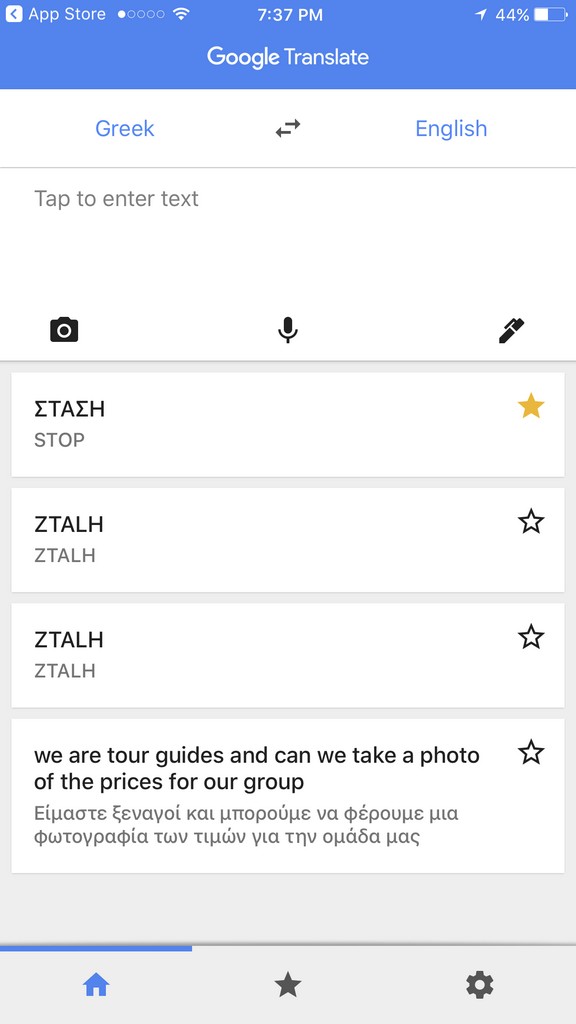 App Store
7:37 PM
44%
Google Translate
Greek
English
Tap to enter text
ΣΤΑΣΗ
STOP
ZTALH
ZTALH
ZTALH
ZTALH
we are tour guides and can we take a photo
of the prices for our group
Είμαστε ξεναγοί και μπορούμε να φέρουμε μια
φωτογραφία των τιμών για την ομάδα μας